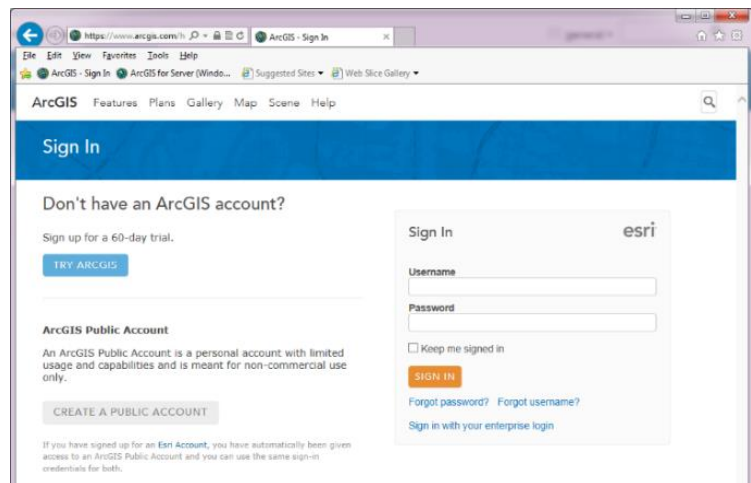 https://www.arcgis.com/h
ArcGIS - Sign In
File Edit View Favorites Tools Help
ArcGIS - Sign In ArcGIS for Server (Windo... Suggested Sites Web Slice Gallery
ArcGIS Features Plans Gallery Map Scene Help
Sign In
Don't have an ArcGIS account?
Sign up for a 60-day trial.
TRY ARCGIS
ArcGIS Public Account
An ArcGIS Public Account is a personal account with limited
usage and capabilities and is meant for non-commercial use
only.
CREATE A PUBLIC ACCOUNT
If you have signed up for an Esri Account, you have automatically been given
access to an ArcGIS Public Account and you can use the same sign-in
credentials for both.
Sign In
esri
Username
Password
Keep me signed in
SIGN IN
Forgot password? Forgot username?
Sign in with your enterprise login